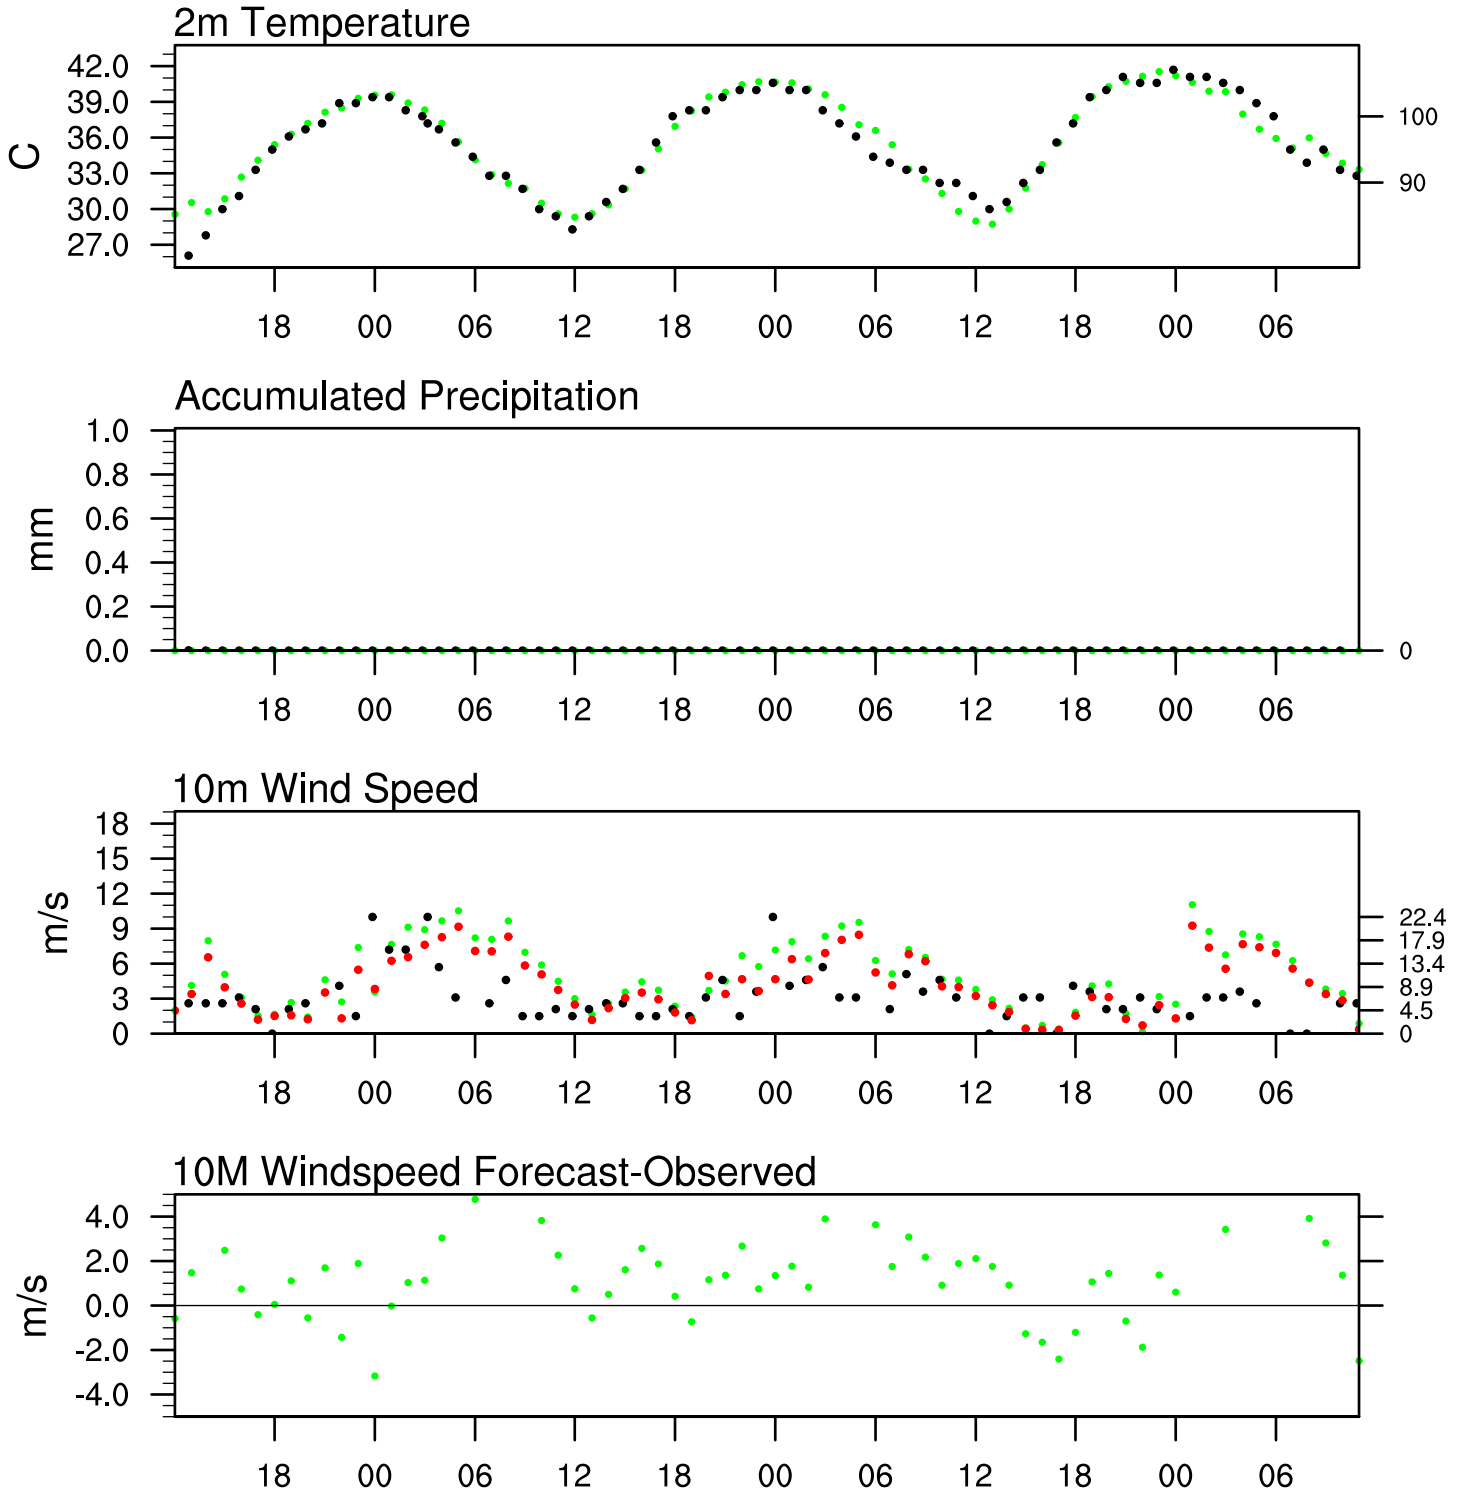 2m Temperature
42.0
39.0
36.0
33.0
30.0
27.0
C
100
90
18 00 06 12 18 00 06 12 18 00 06
Accumulated Precipitation
1.0
0.8
0.6
0.4
0.2
0.0
mm
0
18 00 06 12 18 00 06 12 18 00 06
10m Wind Speed
18
15
12
9
6
3
0
m/s
22.4
17.9
13.4
8.9
4.5
0
18 00 06 12 18 00 06 12 18 00 06
10M Windspeed Forecast-Observed
4.0
2.0
0.0
-2.0
-4.0
m/s
18 00 06 12 18 00 06 12 18 00 06